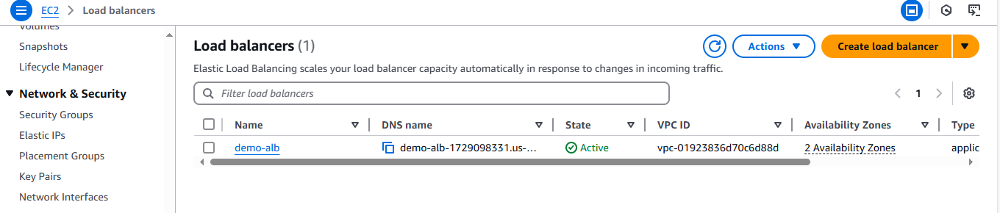 EC2 > Load balancers
Volumes
Snapshots
Lifecycle Manager
Network & Security
Security Groups
Elastic IPs
Placement Groups
Key Pairs
Network Interfaces
Load balancers (1)
Actions
Create load balancer
Elastic Load Balancing scales your load balancer capacity automatically in response to changes in incoming traffic.
Filter load balancers
1
Name DNS name State VPC ID Availability Zones Type
demo-alb demo-alb-1729098331.us-... Active vpc-01923836d70c6d88d 2 Availability Zones applic